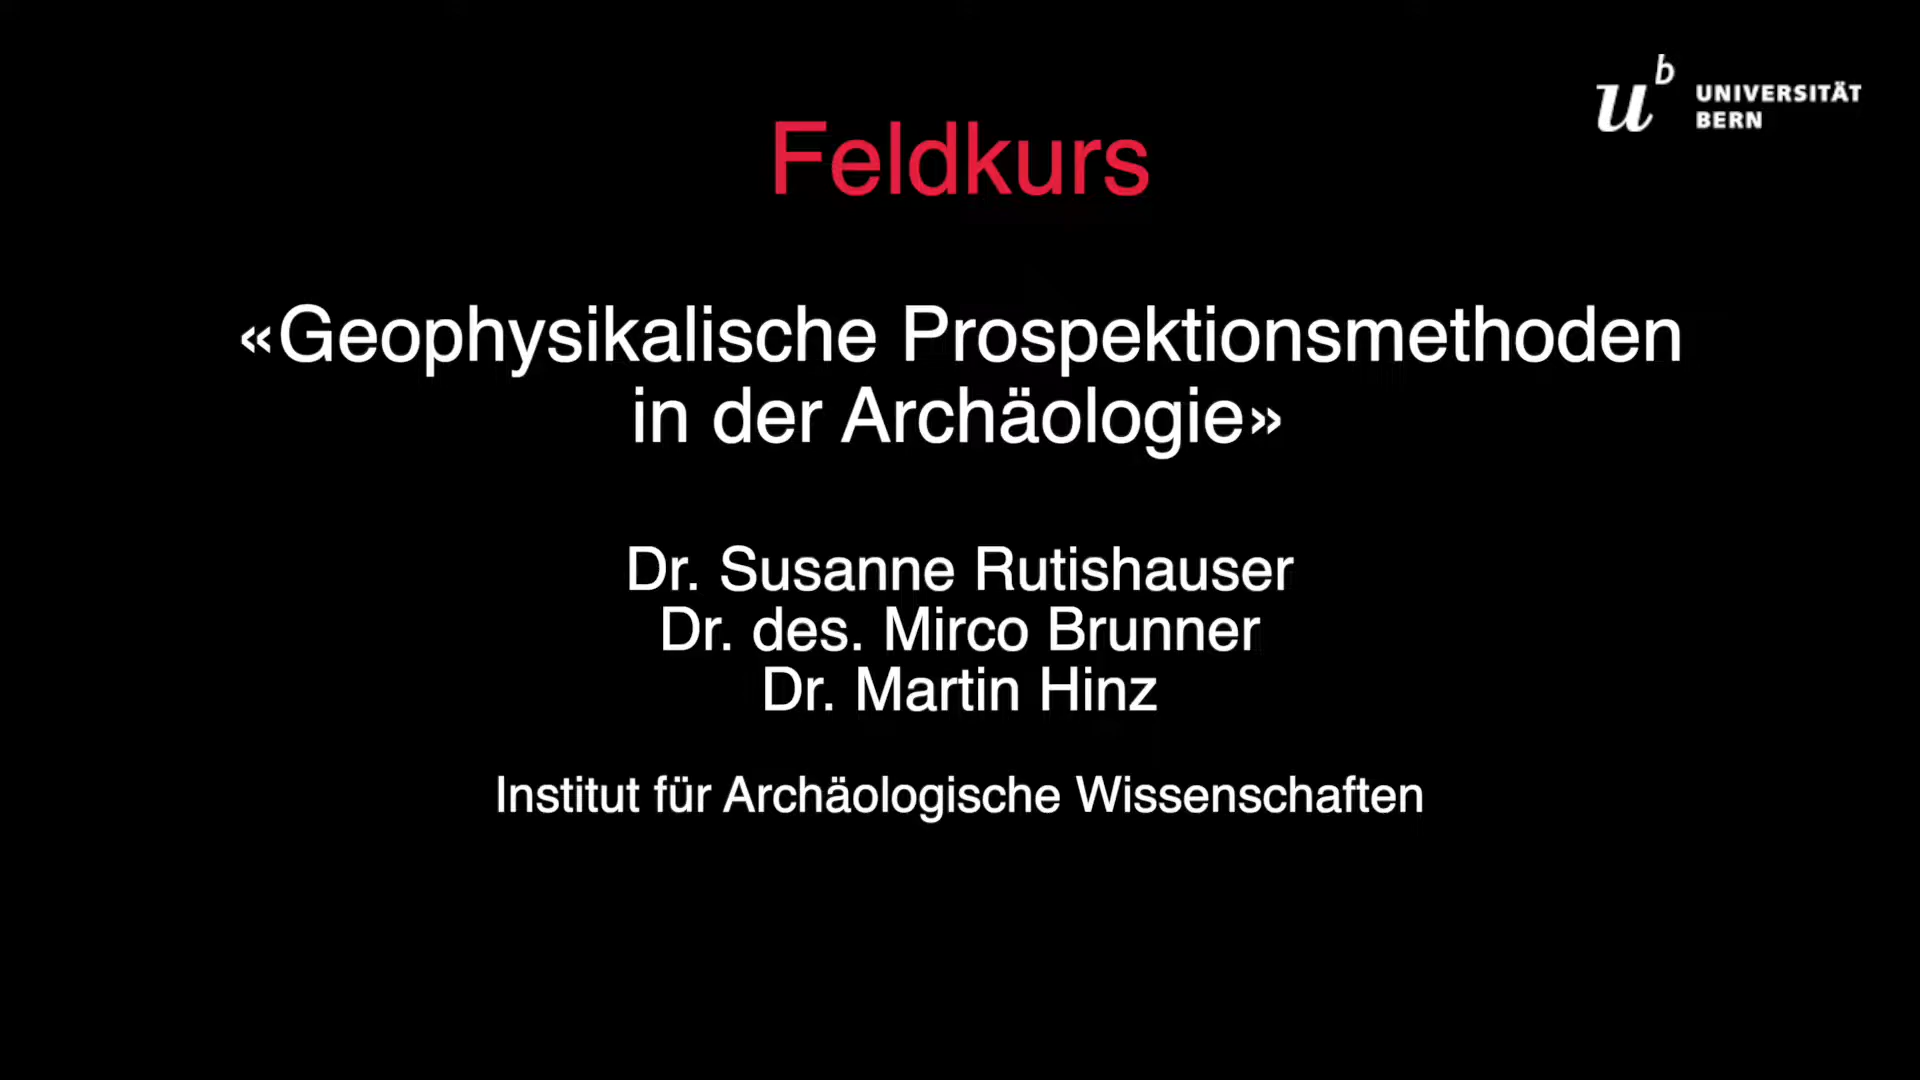 u
b
UNIVERSITÄT
BERN
Feldkurs
«Geophysikalische Prospektionsmethoden
in der Archäologie»
Dr. Susanne Rutishauser
Dr. des. Mirco Brunner
Dr. Martin Hinz
Institut für Archäologische Wissenschaften